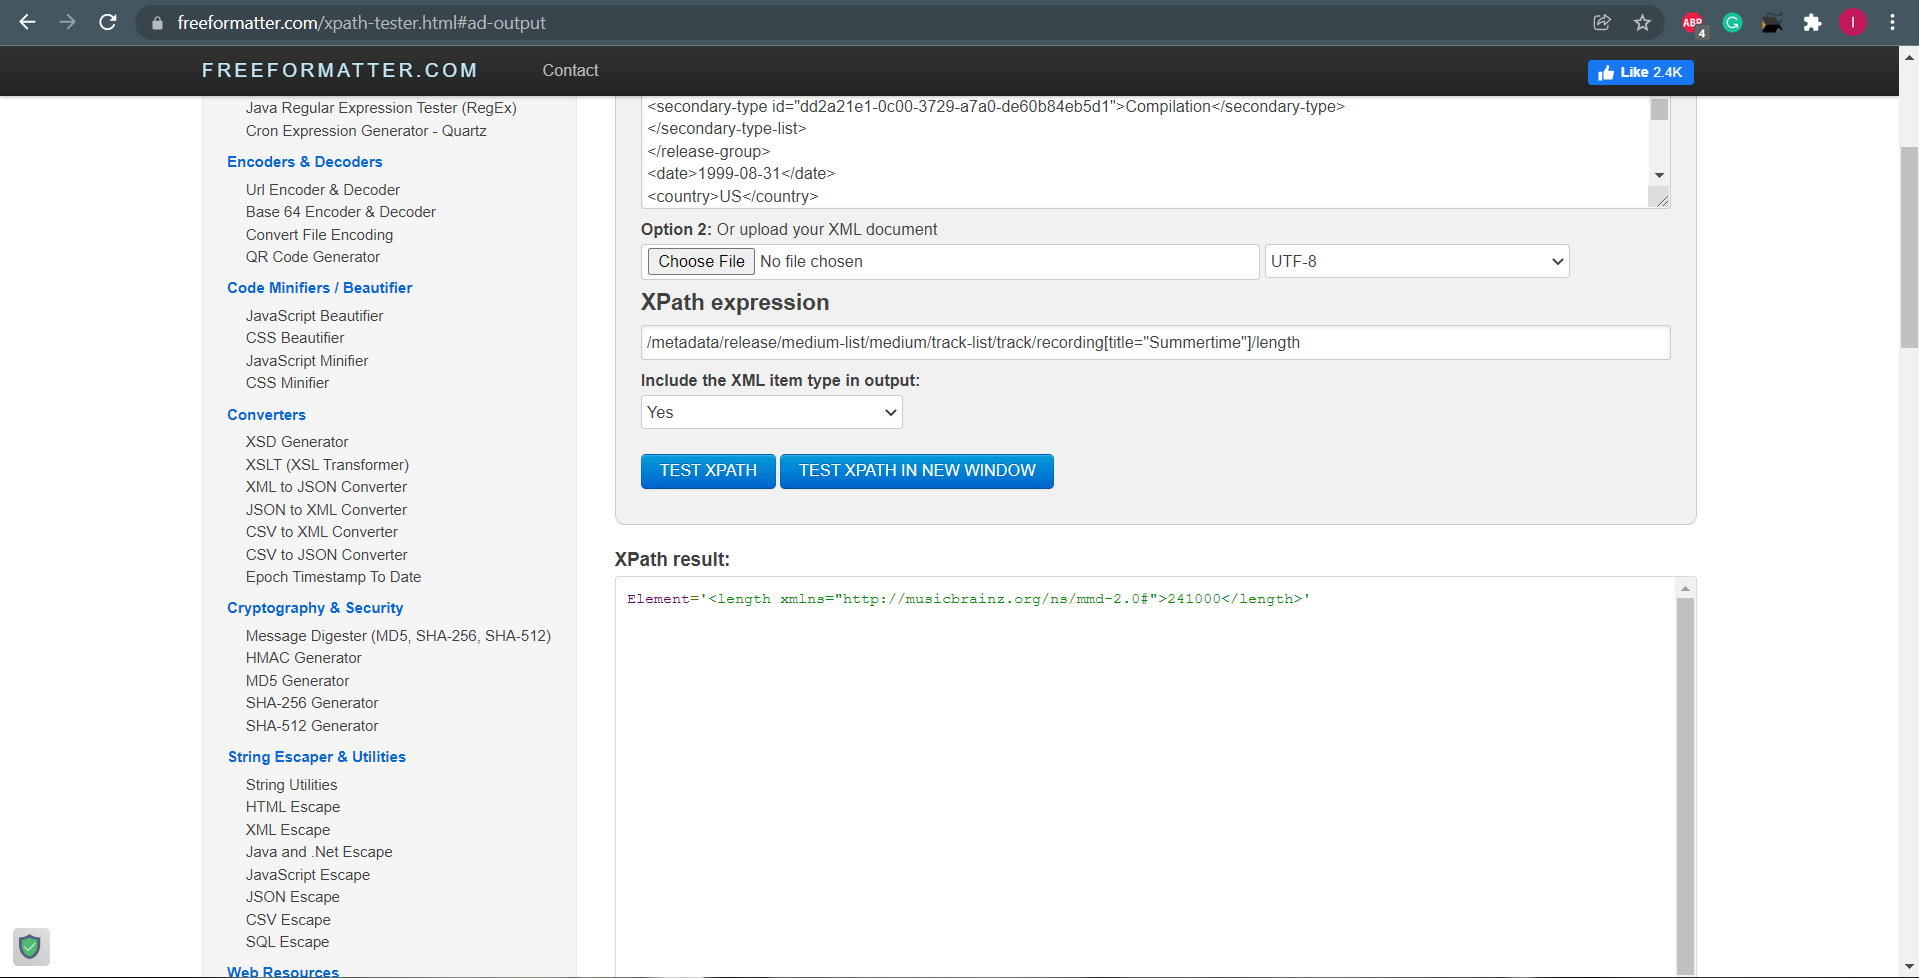 freeformatter.com/xpath-tester.html#ad-output
ABP
4
G
I
FREEFORMATTER.COM
Contact
Like 2.4K
Java Regular Expression Tester (RegEx)
Cron Expression Generator - Quartz
Encoders & Decoders
Url Encoder & Decoder
Base 64 Encoder & Decoder
Convert File Encoding
QR Code Generator
Code Minifiers / Beautifier
JavaScript Beautifier
CSS Beautifier
JavaScript Minifier
CSS Minifier
Converters
XSD Generator
XSLT (XSL Transformer)
XML to JSON Converter
JSON to XML Converter
CSV to XML Converter
CSV to JSON Converter
Epoch Timestamp To Date
Cryptography & Security
Message Digester (MD5, SHA-256, SHA-512)
HMAC Generator
MD5 Generator
SHA-256 Generator
SHA-512 Generator
String Escaper & Utilities
String Utilities
HTML Escape
XML Escape
Java and .Net Escape
JavaScript Escape
JSON Escape
CSV Escape
SQL Escape
Web Resources
<secondary-type id="dd2a21e1-0c00-3729-a7a0-de60b84eb5d1">Compilation</secondary-type>
</secondary-type-list>
</release-group>
<date>1999-08-31</date>
<country>US</country>
Option 2: Or upload your XML document
Choose File No file chosen
UTF-8
XPath expression
/metadata/release/medium-list/medium/track-list/track/recording[title="Summertime"]/length
Include the XML item type in output:
Yes
TEST XPATH
TEST XPATH IN NEW WINDOW
XPath result:
Element='<length xmlns="http://musicbrainz.org/ns/mmd-2.0#">241000</length>'